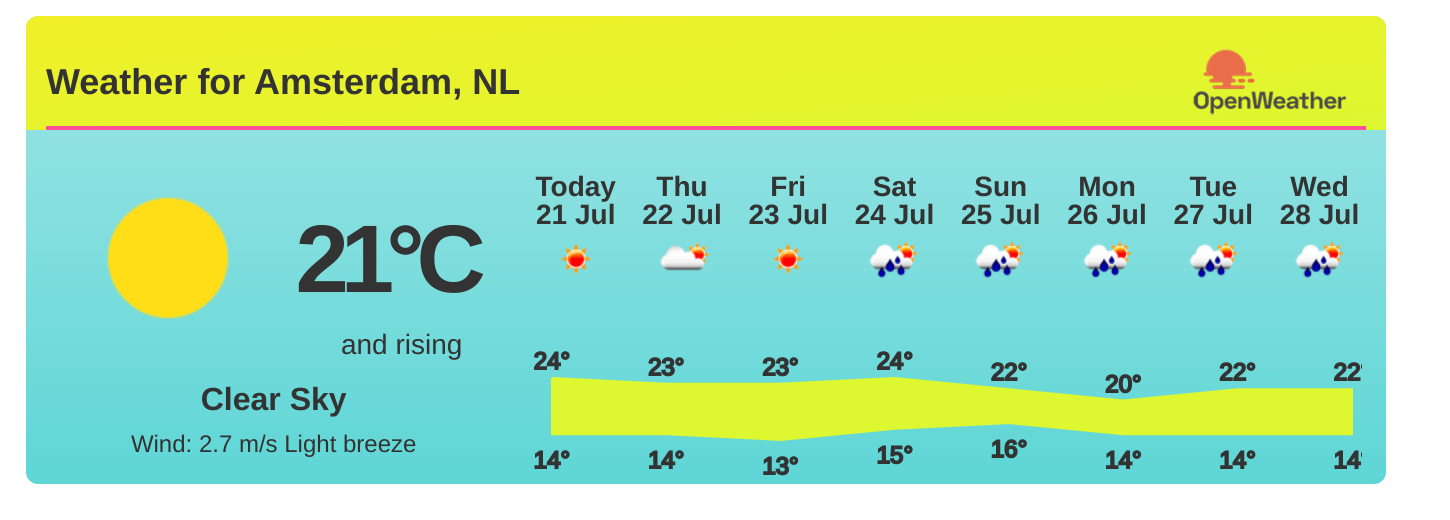 Weather for Amsterdam, NL
OpenWeather
21°C
and rising
Clear Sky
Wind: 2.7 m/s Light breeze
Today Thu Fri Sat Sun Mon Tue Wed
21 Jul 22 Jul 23 Jul 24 Jul 25 Jul 26 Jul 27 Jul 28 Jul
24° 23° 23° 24° 22° 20° 22° 22°
14° 14° 13° 15° 16° 14° 14° 14°